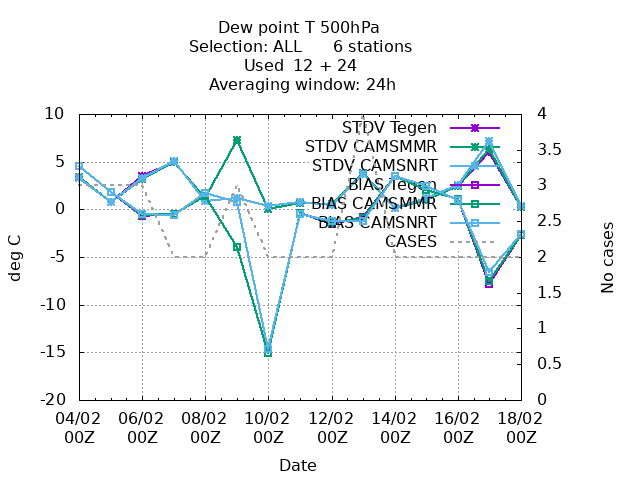 Dew point T 500hPa
Selection: ALL 6 stations
Used 12 + 24
Averaging window: 24h
STDV Tegen
STDV CAMSMMR
STDV CAMSNRT
BIAS Tegen
BIAS CAMSMMR
BIAS CAMSNRT
CASES
10
5
0
-5
-10
-15
-20
deg C
4
3.5
3
2.5
2
1.5
1
0.5
0
No cases
04/02 06/02 08/02 10/02 12/02 14/02 16/02 18/02
00Z 00Z 00Z 00Z 00Z 00Z 00Z 00Z
Date